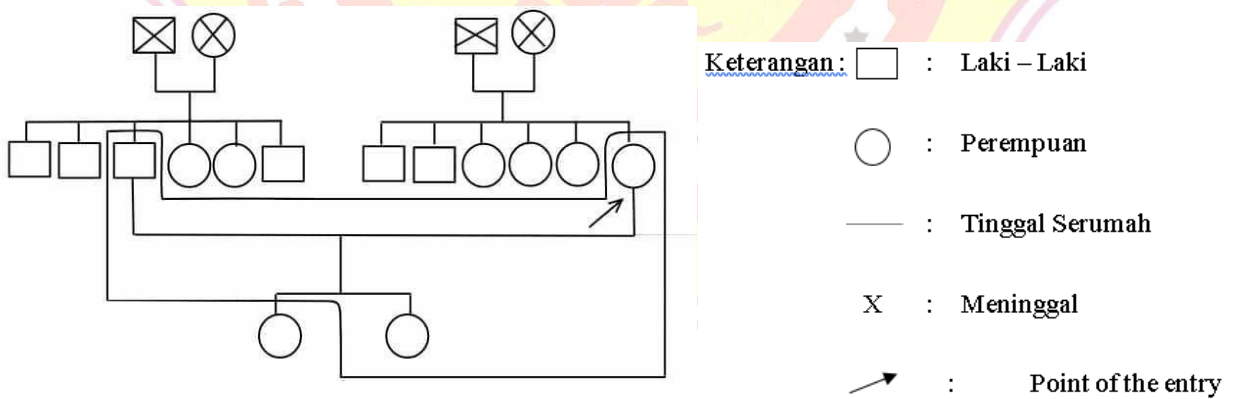 Keterangan : : Laki – Laki
: Perempuan
: Tinggal Serumah
X : Meninggal
: Point of the entry